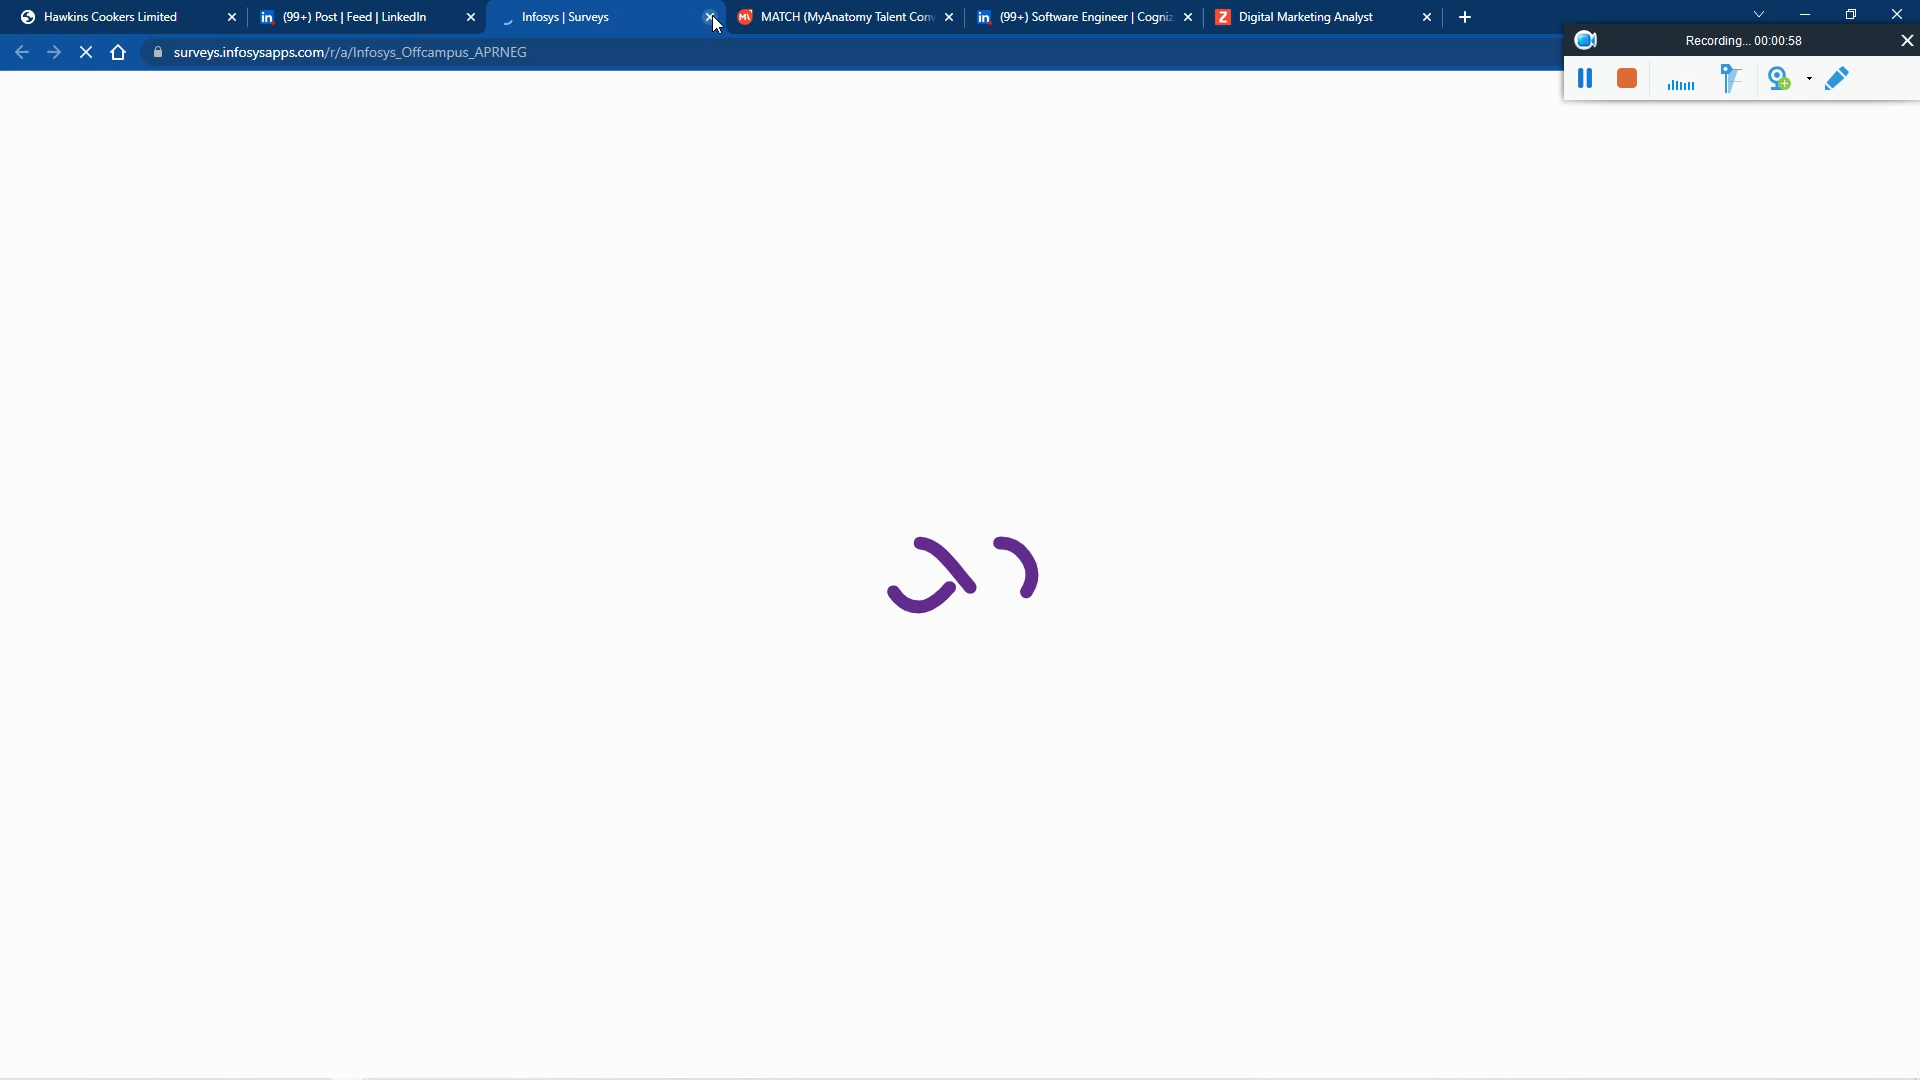 Hawkins Cookers Limited
(99+) Post | Feed | LinkedIn
Infosys | Surveys
MATCH (MyAnatomy Talent Conv
(99+) Software Engineer | Cogniz
Digital Marketing Analyst
surveys.infosysapps.com/r/a/Infosys_Offcampus_APRNEG
Recording... 00:00:58